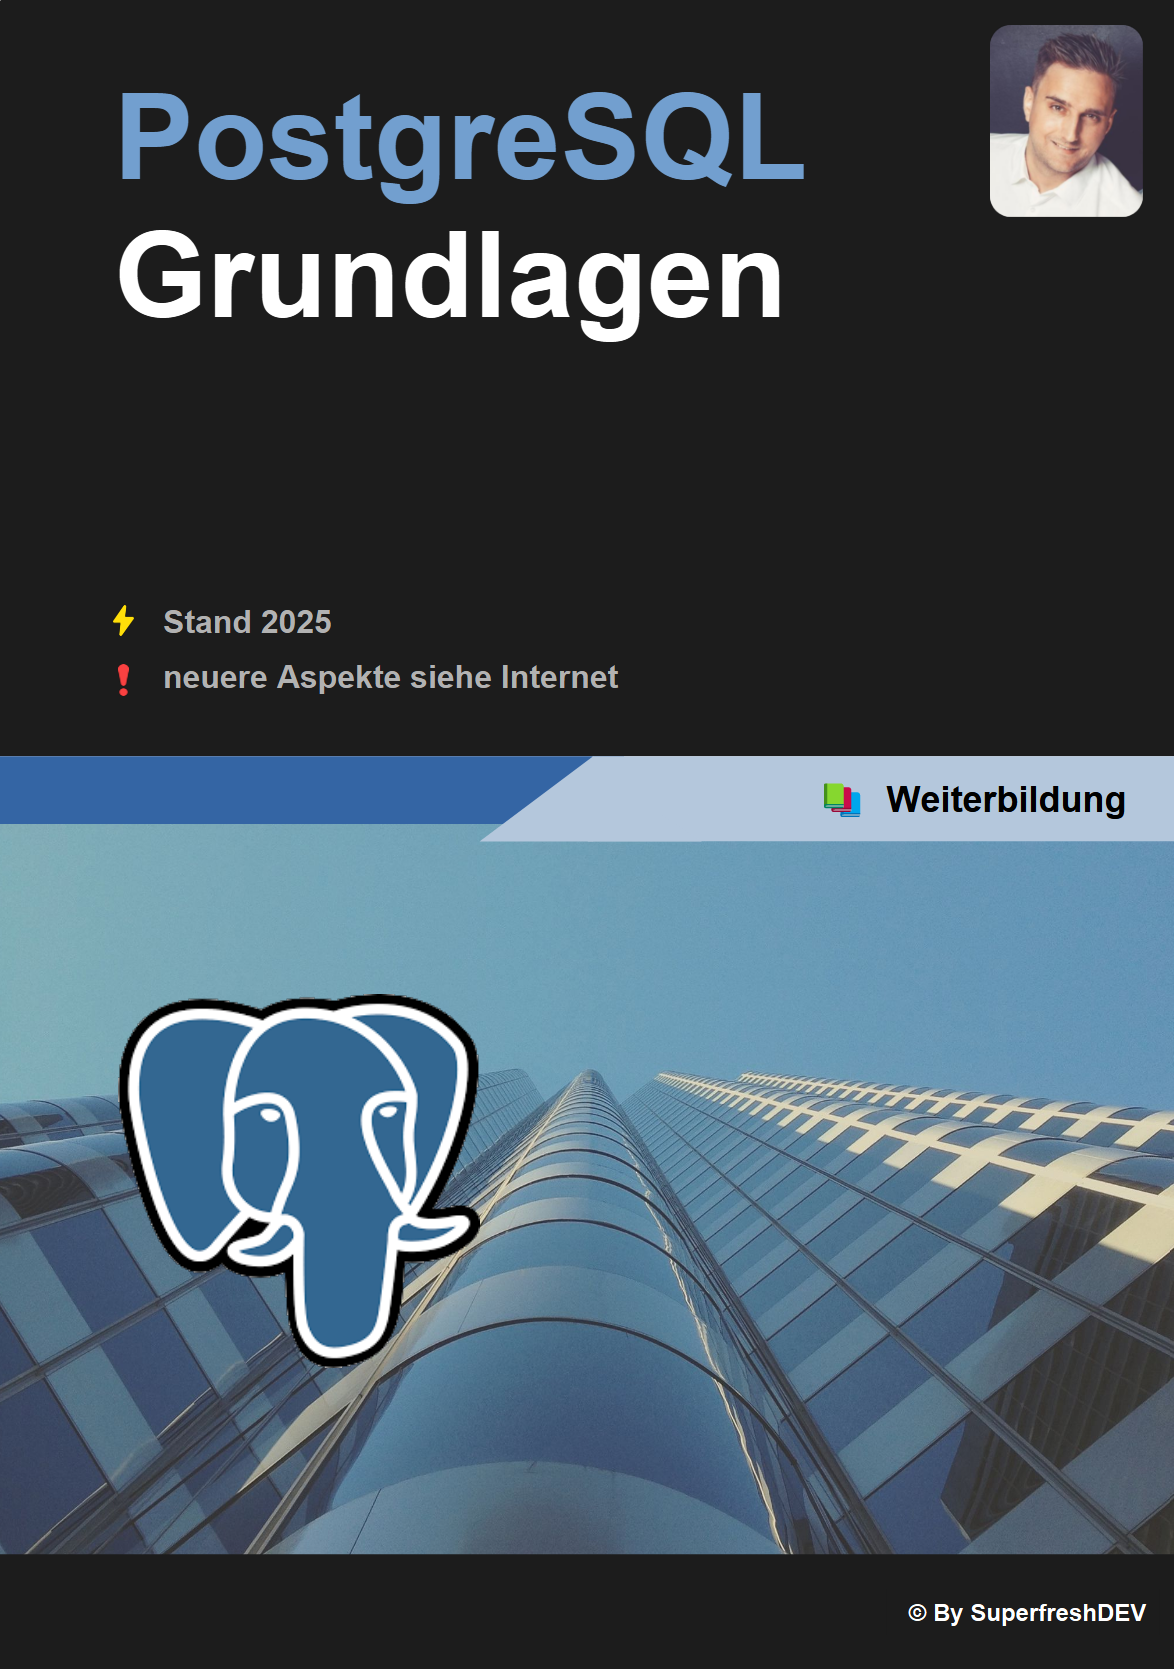 PostgreSQL
Grundlagen
Stand 2025
neuere Aspekte siehe Internet
Weiterbildung
© By SuperfreshDEV